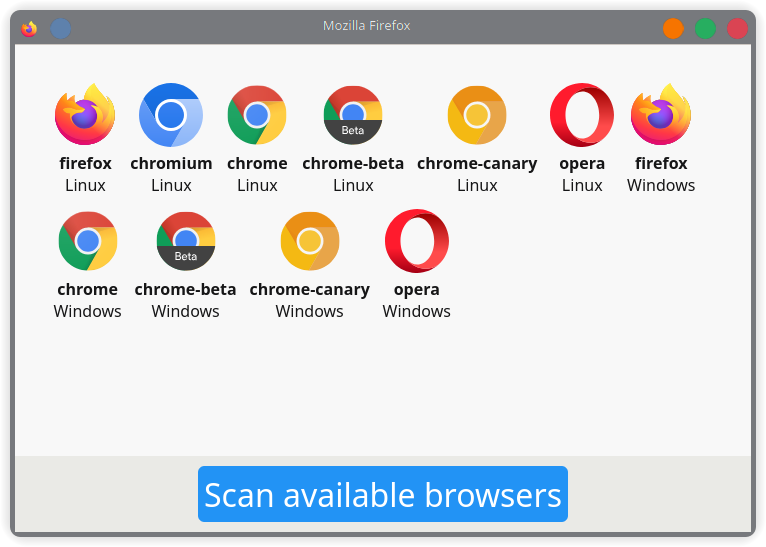 Mozilla Firefox
Beta
firefox chromium chrome chrome-beta chrome-canary opera firefox
Linux Linux Linux Linux Linux Linux Windows
Beta
chrome chrome-beta chrome-canary opera
Windows Windows Windows Windows
Scan available browsers